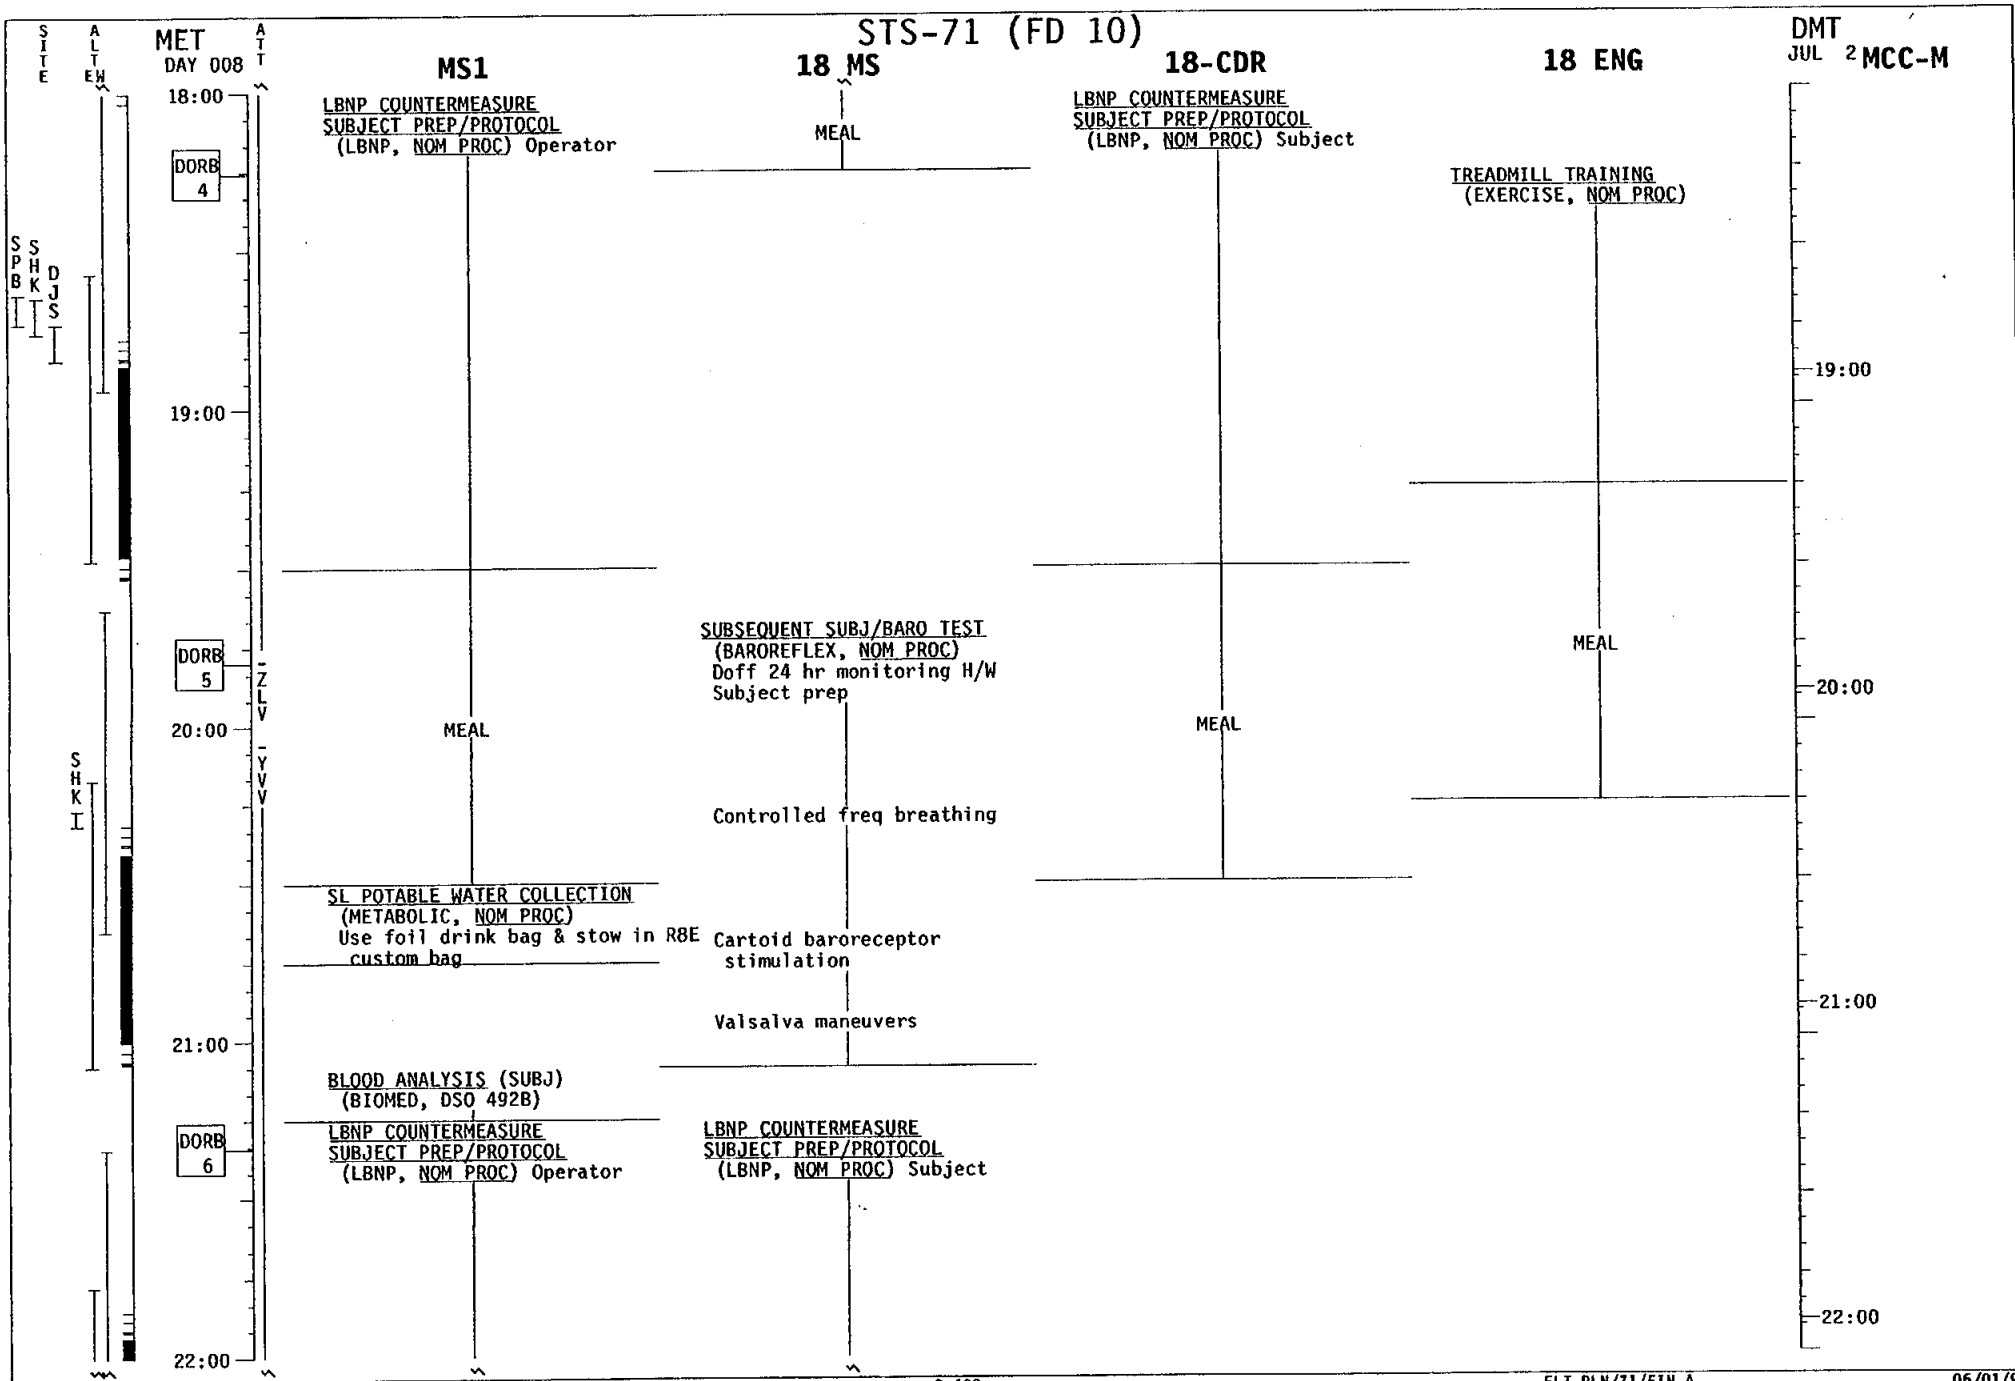 STS-71 (FD 10)
SITE
ALT
E W
MET
DAY 008
ATT
MS1
18 MS
18-CDR
18 ENG
DMT
JUL 2 MCC-M
18:00
LBNP COUNTERMEASURE
SUBJECT PREP/PROTOCOL
(LBNP, NOM PROC) Operator
MEAL
LBNP COUNTERMEASURE
SUBJECT PREP/PROTOCOL
(LBNP, NOM PROC) Subject
DORB
4
TREADMILL TRAINING
(EXERCISE, NOM PROC)
SPB
SHK
DJS
19:00
19:00
SUBSEQUENT SUBJ/BARO TEST
(BAROREFLEX, NOM PROC)
Doff 24 hr monitoring H/W
Subject prep
MEAL
DORB
5
-ZLV
20:00
20:00
MEAL
MEAL
-YVV
SHK
Controlled freq breathing
SL POTABLE WATER COLLECTION
(METABOLIC, NOM PROC)
Use foil drink bag & stow in R8E
custom bag
Cartoid baroreceptor
stimulation
Valsalva maneuvers
21:00
21:00
BLOOD ANALYSIS (SUBJ)
(BIOMED, DSO 492B)
DORB
6
LBNP COUNTERMEASURE
SUBJECT PREP/PROTOCOL
(LBNP, NOM PROC) Operator
LBNP COUNTERMEASURE
SUBJECT PREP/PROTOCOL
(LBNP, NOM PROC) Subject
22:00
22:00
FLT PLN/71/FIN A